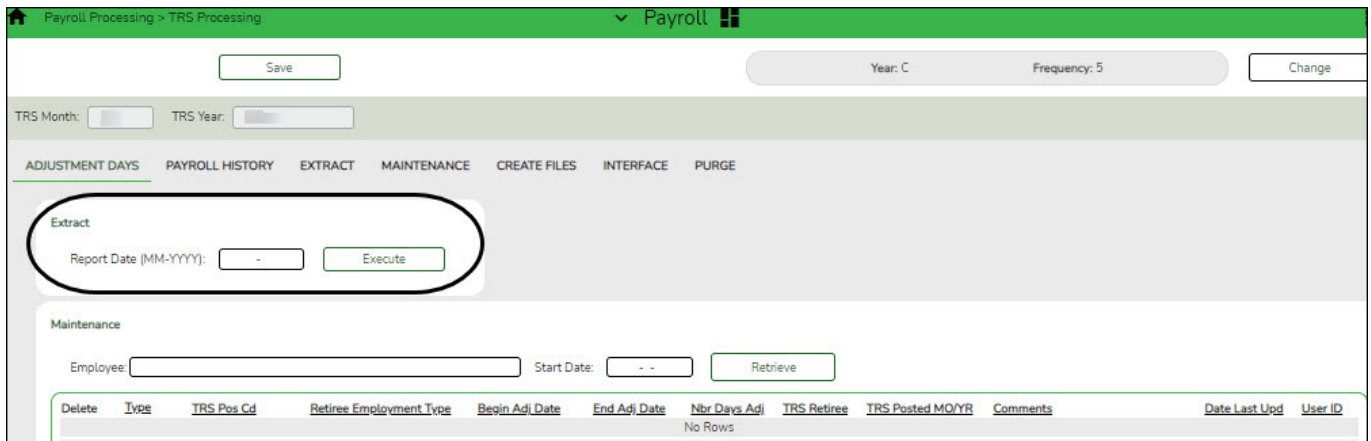 Payroll Processing > TRS Processing Payroll
Save Year: C Frequency: 5 Change
TRS Month: TRS Year:
ADJUSTMENT DAYS PAYROLL HISTORY EXTRACT MAINTENANCE CREATE FILES INTERFACE PURGE
Extract
Report Date (MM-YYYY): - Execute
Maintenance
Employee: Start Date: - - Retrieve
Delete Type TRS Pos Cd Retiree Employment Type Begin Adj Date End Adj Date Nbr Days Adj TRS Retiree TRS Posted MO/YR Comments Date Last Upd User ID
No Rows